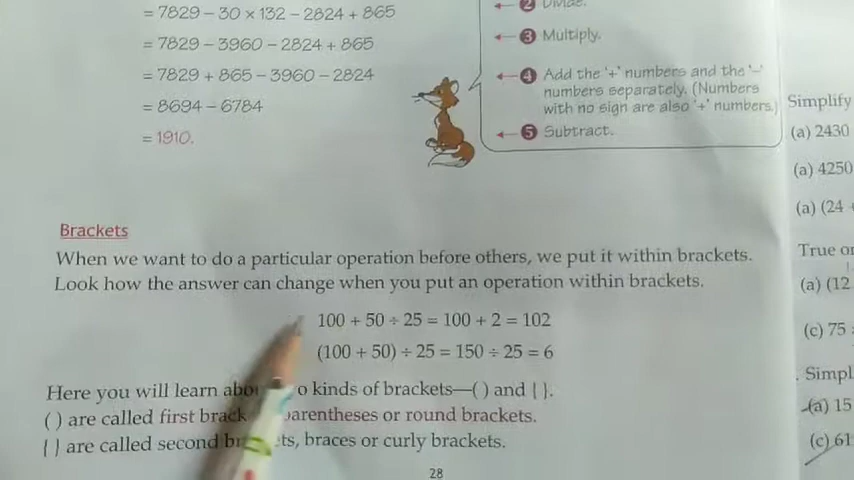 = 7829 – 30 × 132 – 2824 + 865
= 7829 – 3960 – 2824 + 865
= 7829 + 865 – 3960 – 2824
= 8694 – 6784
= 1910.
2 Divide.
3 Multiply.
4 Add the '+' numbers and the '–'
numbers separately. (Numbers
with no sign are also '+' numbers.)
5 Subtract.
Brackets
When we want to do a particular operation before others, we put it within brackets.
Look how the answer can change when you put an operation within brackets.
100 + 50 ÷ 25 = 100 + 2 = 102
(100 + 50) ÷ 25 = 150 ÷ 25 = 6
Here you will learn o kinds of brackets—( ) and { }.
( ) are called first parentheses or round brackets.
{ } are called second braces or curly brackets.
28
Simplify
(a) 2430
(a) 4250
(a) (24
True or
(a) (12
(c) 75
Simpl
(a) 15
(c) 61